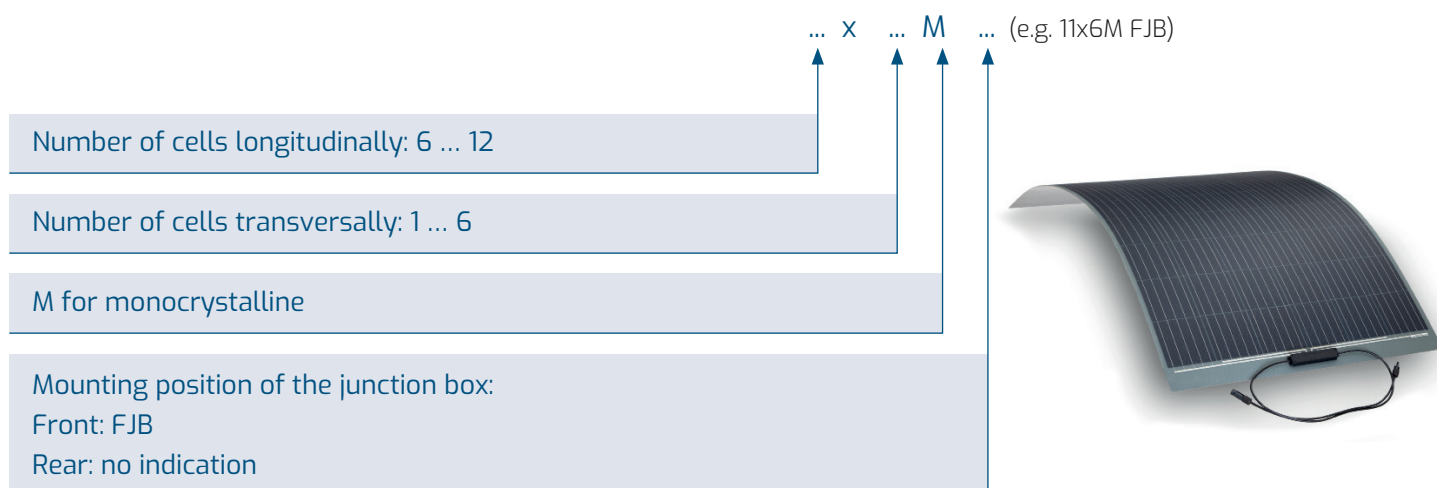 ... x ... M ... (e.g. 11x6M FJB)
Number of cells longitudinally: 6 ... 12
Number of cells transversally: 1 ... 6
M for monocrystalline
Mounting position of the junction box:
Front: FJB
Rear: no indication